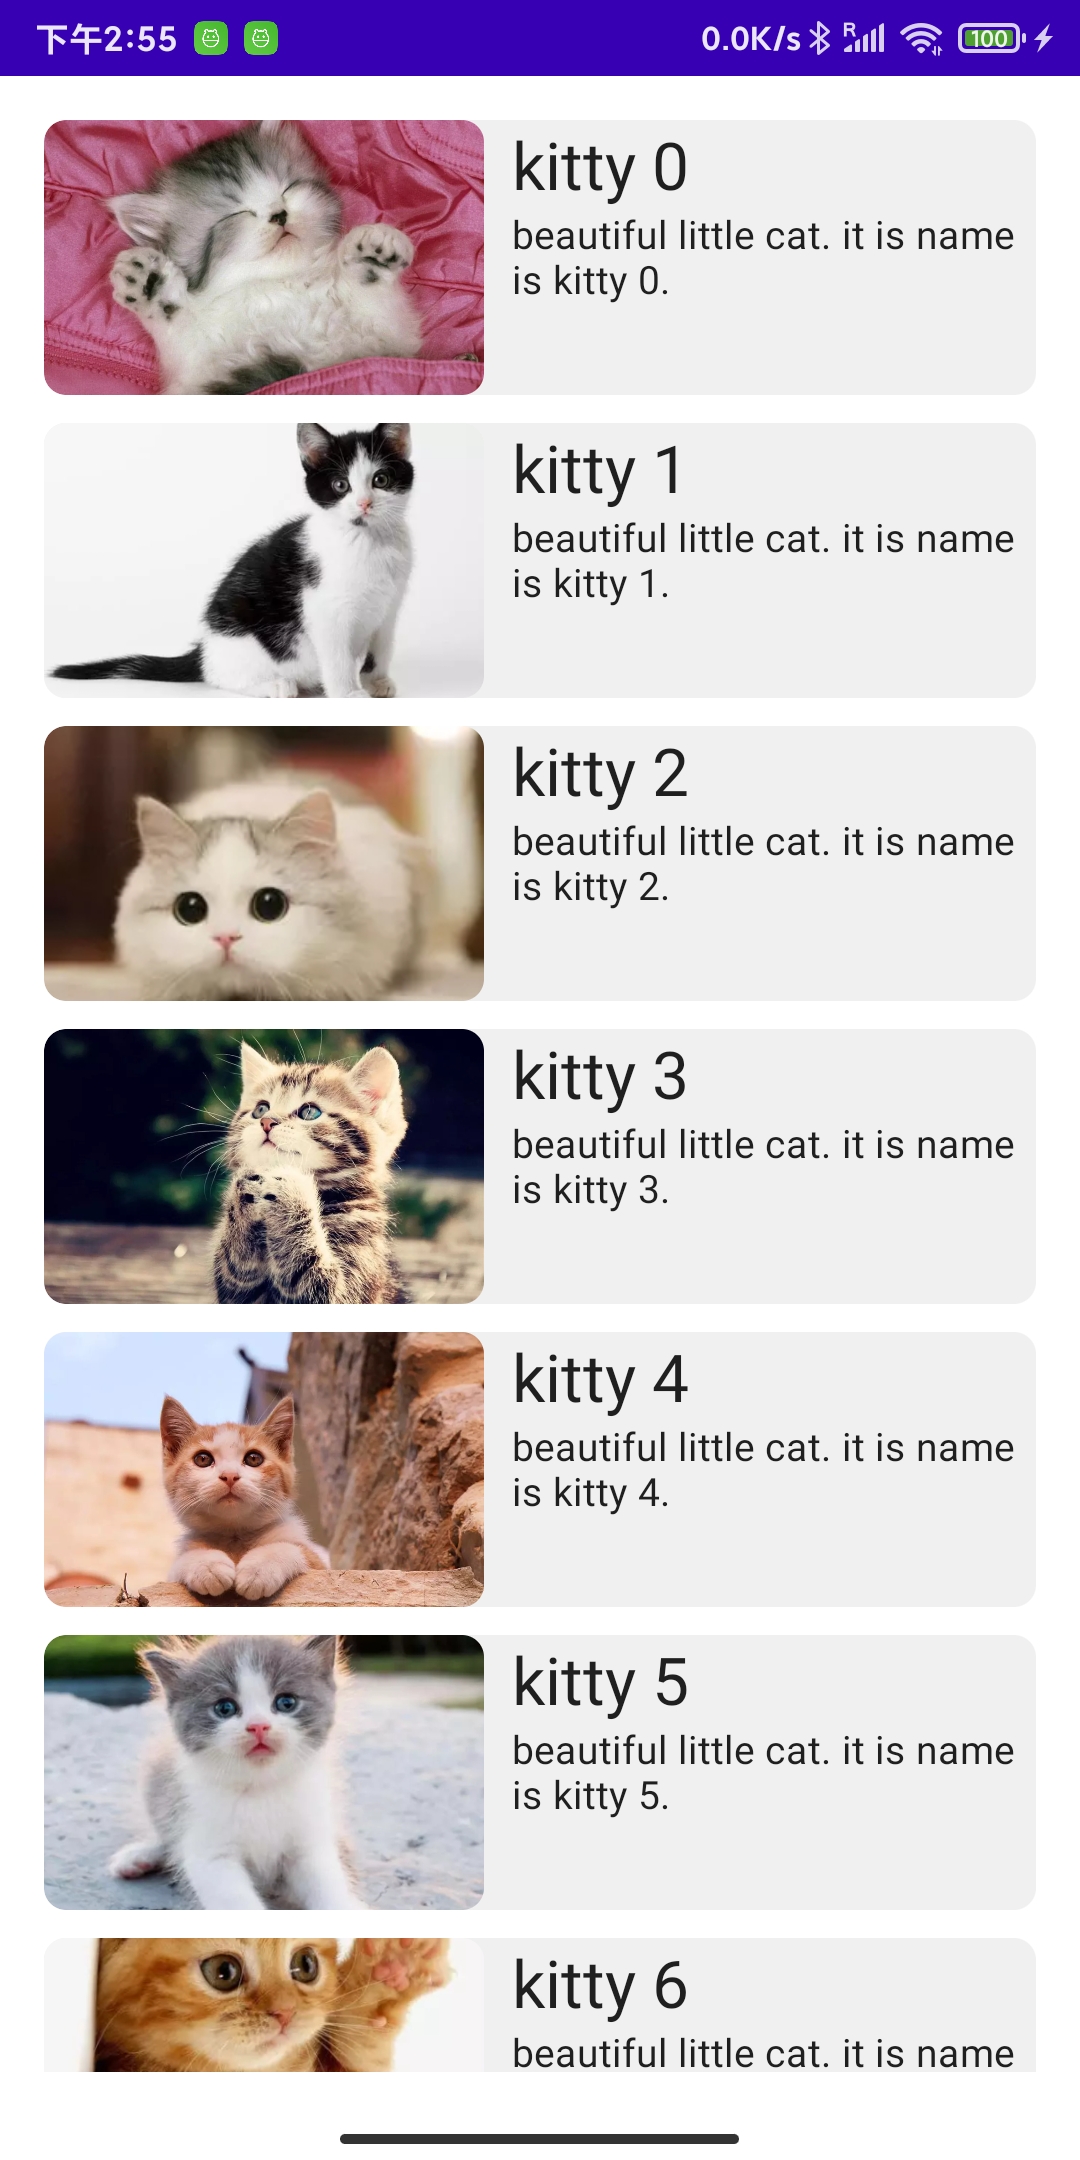 下午2:55 0.0K/s R 100
kitty 0
beautiful little cat. it is name
is kitty 0.
kitty 1
beautiful little cat. it is name
is kitty 1.
kitty 2
beautiful little cat. it is name
is kitty 2.
kitty 3
beautiful little cat. it is name
is kitty 3.
kitty 4
beautiful little cat. it is name
is kitty 4.
kitty 5
beautiful little cat. it is name
is kitty 5.
kitty 6
beautiful little cat. it is name